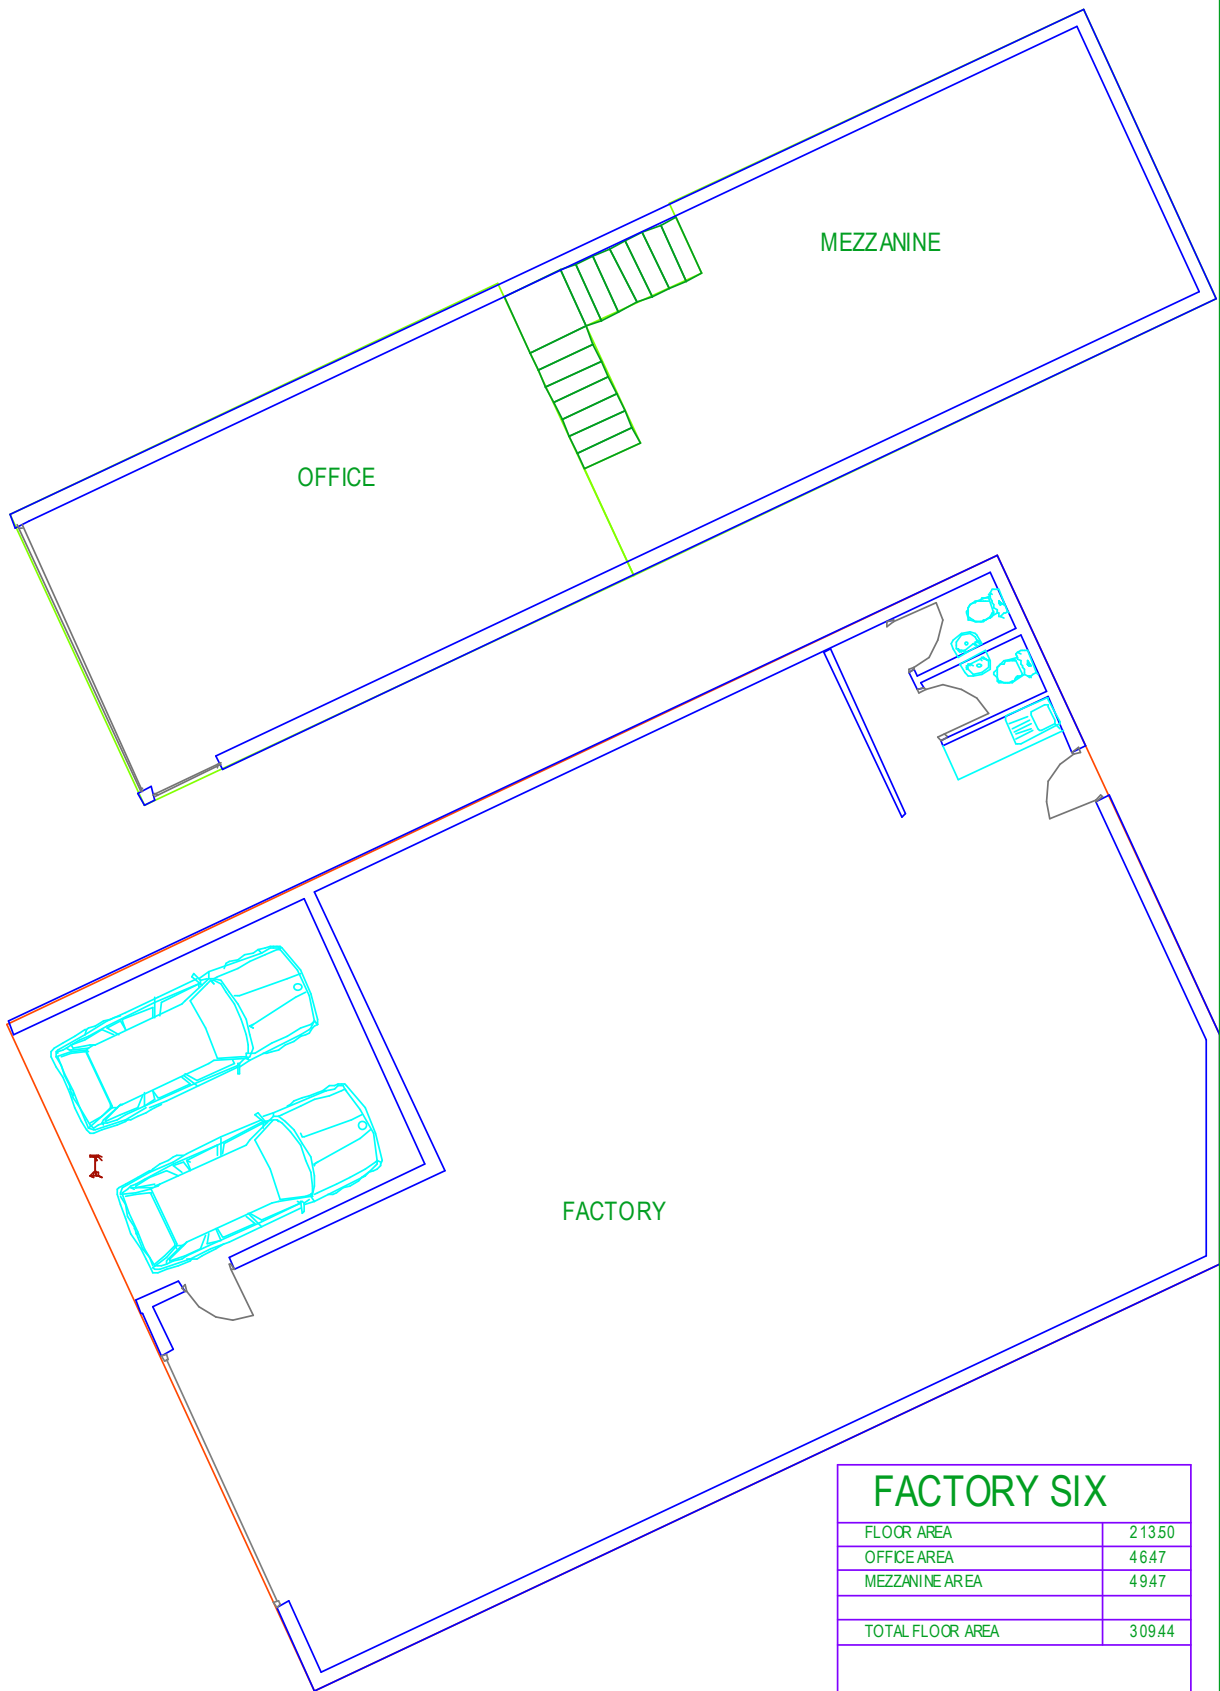 MEZZANINE
OFFICE
FACTORY
FACTORY SIX
FLOOR AREA 213.50
OFFICE AREA 46.47
MEZZANINE AREA 49.47
TOTAL FLOOR AREA 309.44